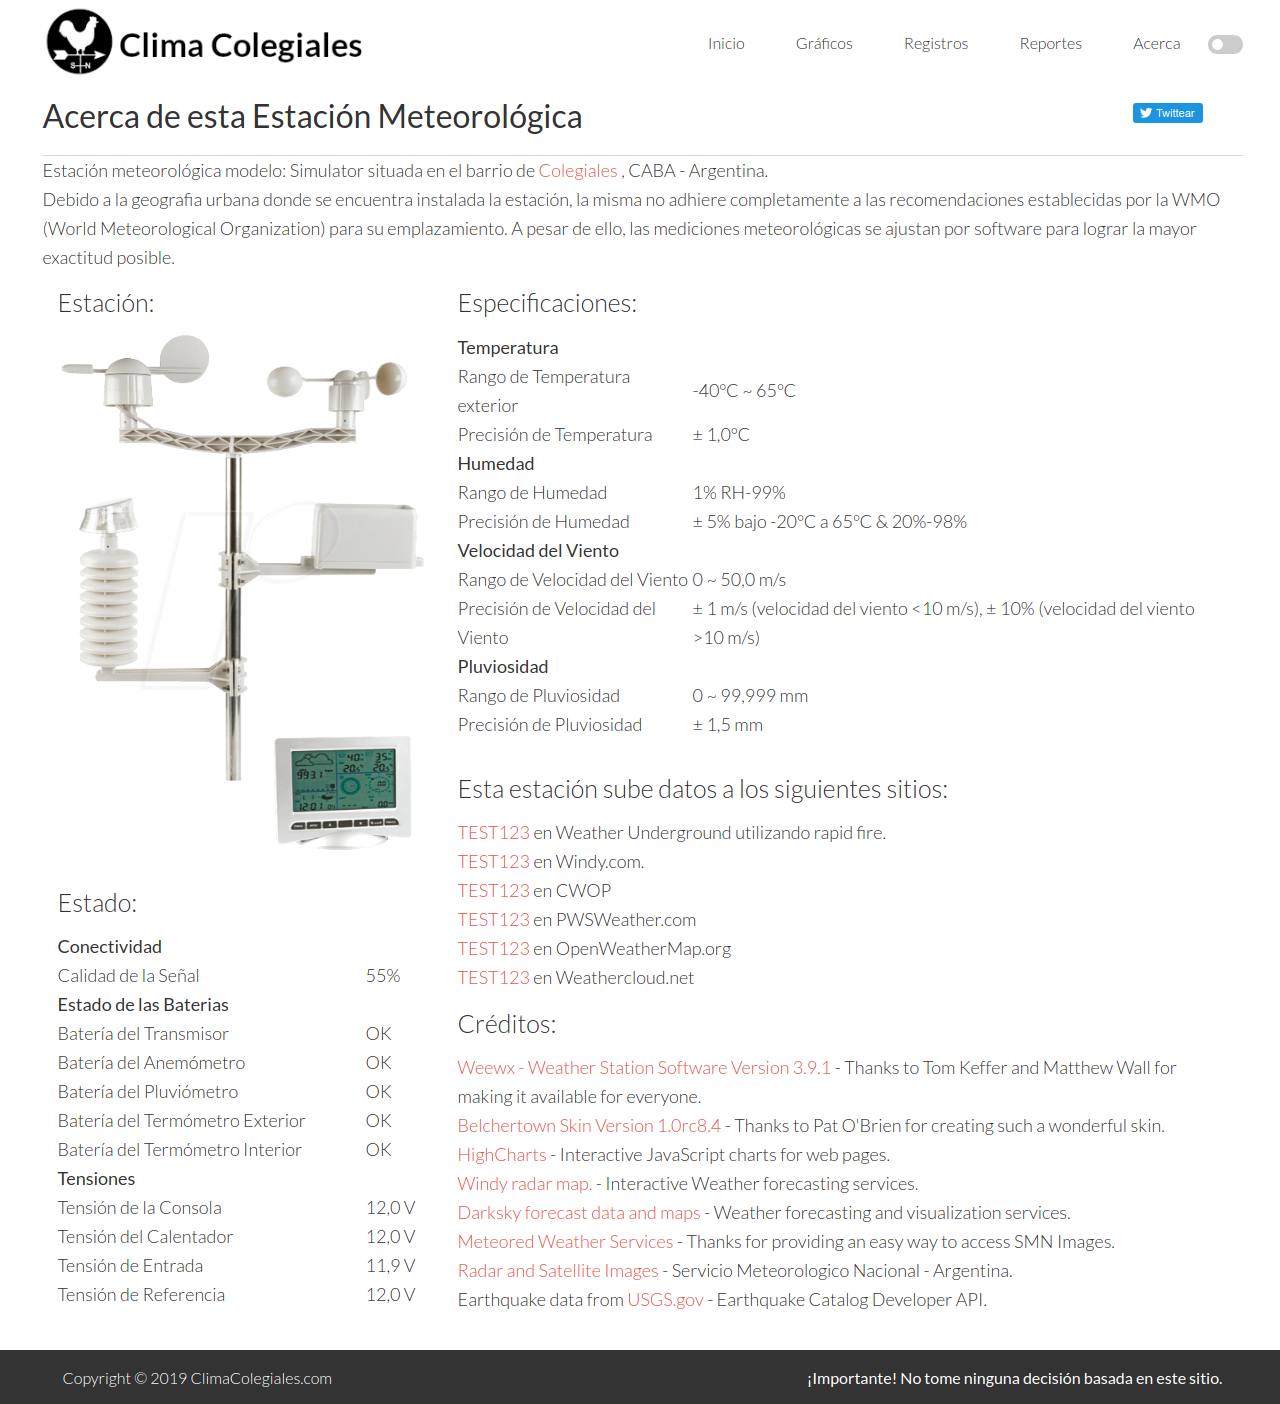 Clima Colegiales
Inicio
Gráficos
Registros
Reportes
Acerca
Acerca de esta Estación Meteorológica
Twittear
Estación meteorológica modelo: Simulator situada en el barrio de Colegiales , CABA - Argentina.
Debido a la geografia urbana donde se encuentra instalada la estación, la misma no adhiere completamente a las recomendaciones establecidas por la WMO
(World Meteorological Organization) para su emplazamiento. A pesar de ello, las mediciones meteorológicas se ajustan por software para lograr la mayor
exactitud posible.
Estación:
Estado:
Conectividad
Calidad de la Señal 55%
Estado de las Baterias
Batería del Transmisor OK
Batería del Anemómetro OK
Batería del Pluviómetro OK
Batería del Termómetro Exterior OK
Batería del Termómetro Interior OK
Tensiones
Tensión de la Consola 12,0 V
Tensión del Calentador 12,0 V
Tensión de Entrada 11,9 V
Tensión de Referencia 12,0 V
Especificaciones:
Temperatura
Rango de Temperatura
exterior
-40°C ~ 65°C
Precisión de Temperatura ± 1,0°C
Humedad
Rango de Humedad 1% RH-99%
Precisión de Humedad ± 5% bajo -20°C a 65°C & 20%-98%
Velocidad del Viento
Rango de Velocidad del Viento 0 ~ 50,0 m/s
Precisión de Velocidad del
Viento
± 1 m/s (velocidad del viento <10 m/s), ± 10% (velocidad del viento
>10 m/s)
Pluviosidad
Rango de Pluviosidad 0 ~ 99,999 mm
Precisión de Pluviosidad ± 1,5 mm
Esta estación sube datos a los siguientes sitios:
TEST123 en Weather Underground utilizando rapid fire.
TEST123 en Windy.com.
TEST123 en CWOP
TEST123 en PWSWeather.com
TEST123 en OpenWeatherMap.org
TEST123 en Weathercloud.net
Créditos:
Weewx - Weather Station Software Version 3.9.1 - Thanks to Tom Keffer and Matthew Wall for
making it available for everyone.
Belchertown Skin Version 1.0rc8.4 - Thanks to Pat O'Brien for creating such a wonderful skin.
HighCharts - Interactive JavaScript charts for web pages.
Windy radar map. - Interactive Weather forecasting services.
Darksky forecast data and maps - Weather forecasting and visualization services.
Meteored Weather Services - Thanks for providing an easy way to access SMN Images.
Radar and Satellite Images - Servicio Meteorologico Nacional - Argentina.
Earthquake data from USGS.gov - Earthquake Catalog Developer API.
Copyright © 2019 ClimaColegiales.com
¡Importante! No tome ninguna decisión basada en este sitio.